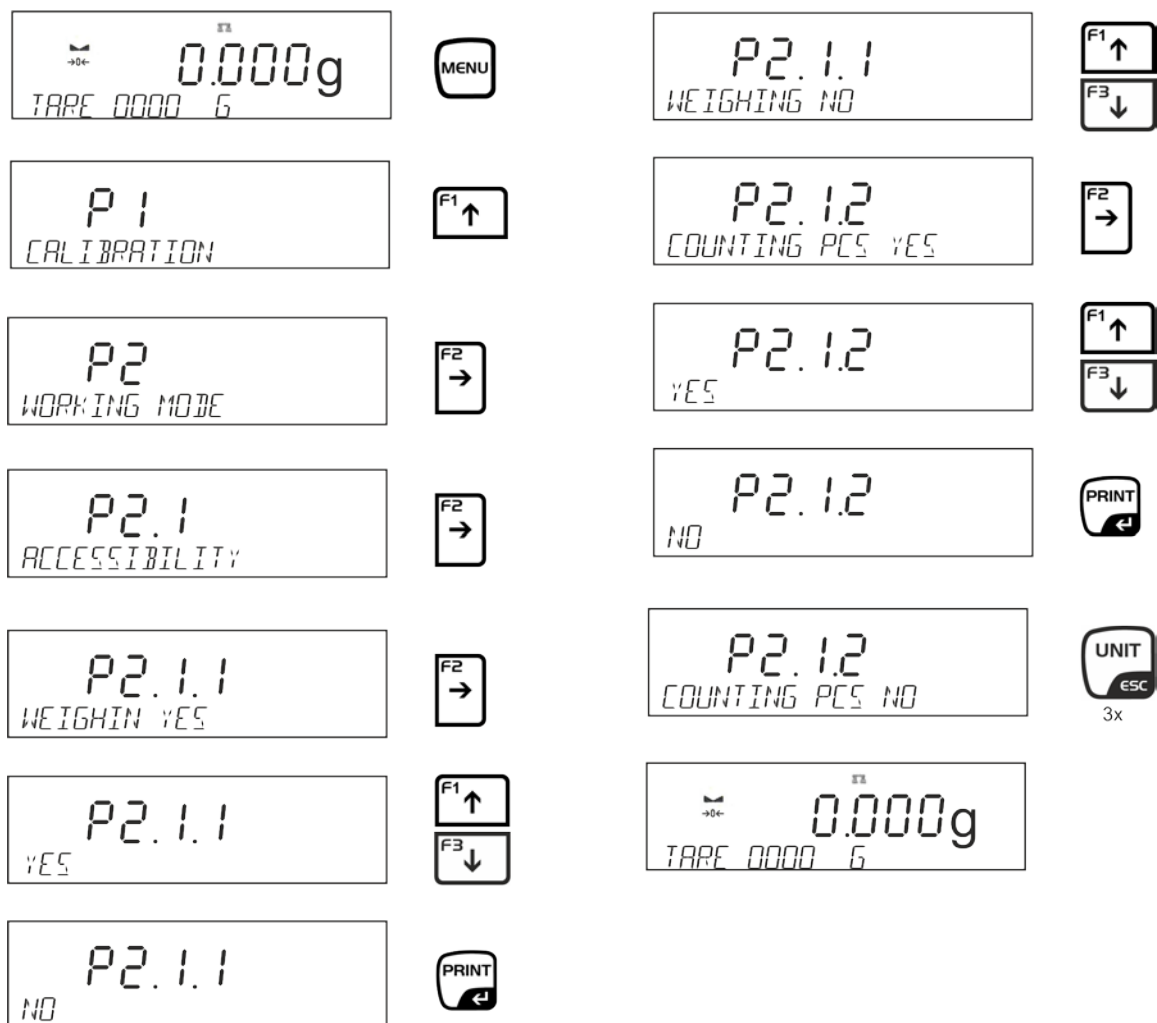 →0← 0.000g
TARE 0000 G
MENU
P1
CALIBRATION
F1 ↑
P2
WORKING MODE
F2 →
P2.1
ACCESSIBILITY
F2 →
P2.1.1
WEIGHIN YES
F2 →
P2.1.1
YES
F1 ↑
F3 ↓
P2.1.1
NO
PRINT
P2.1.1
WEIGHING NO
F1 ↑
F3 ↓
P2.1.2
COUNTING PCS YES
F2 →
P2.1.2
YES
F1 ↑
F3 ↓
P2.1.2
NO
PRINT
P2.1.2
COUNTING PCS NO
UNIT
ESC
3x
→0← 0.000g
TARE 0000 G